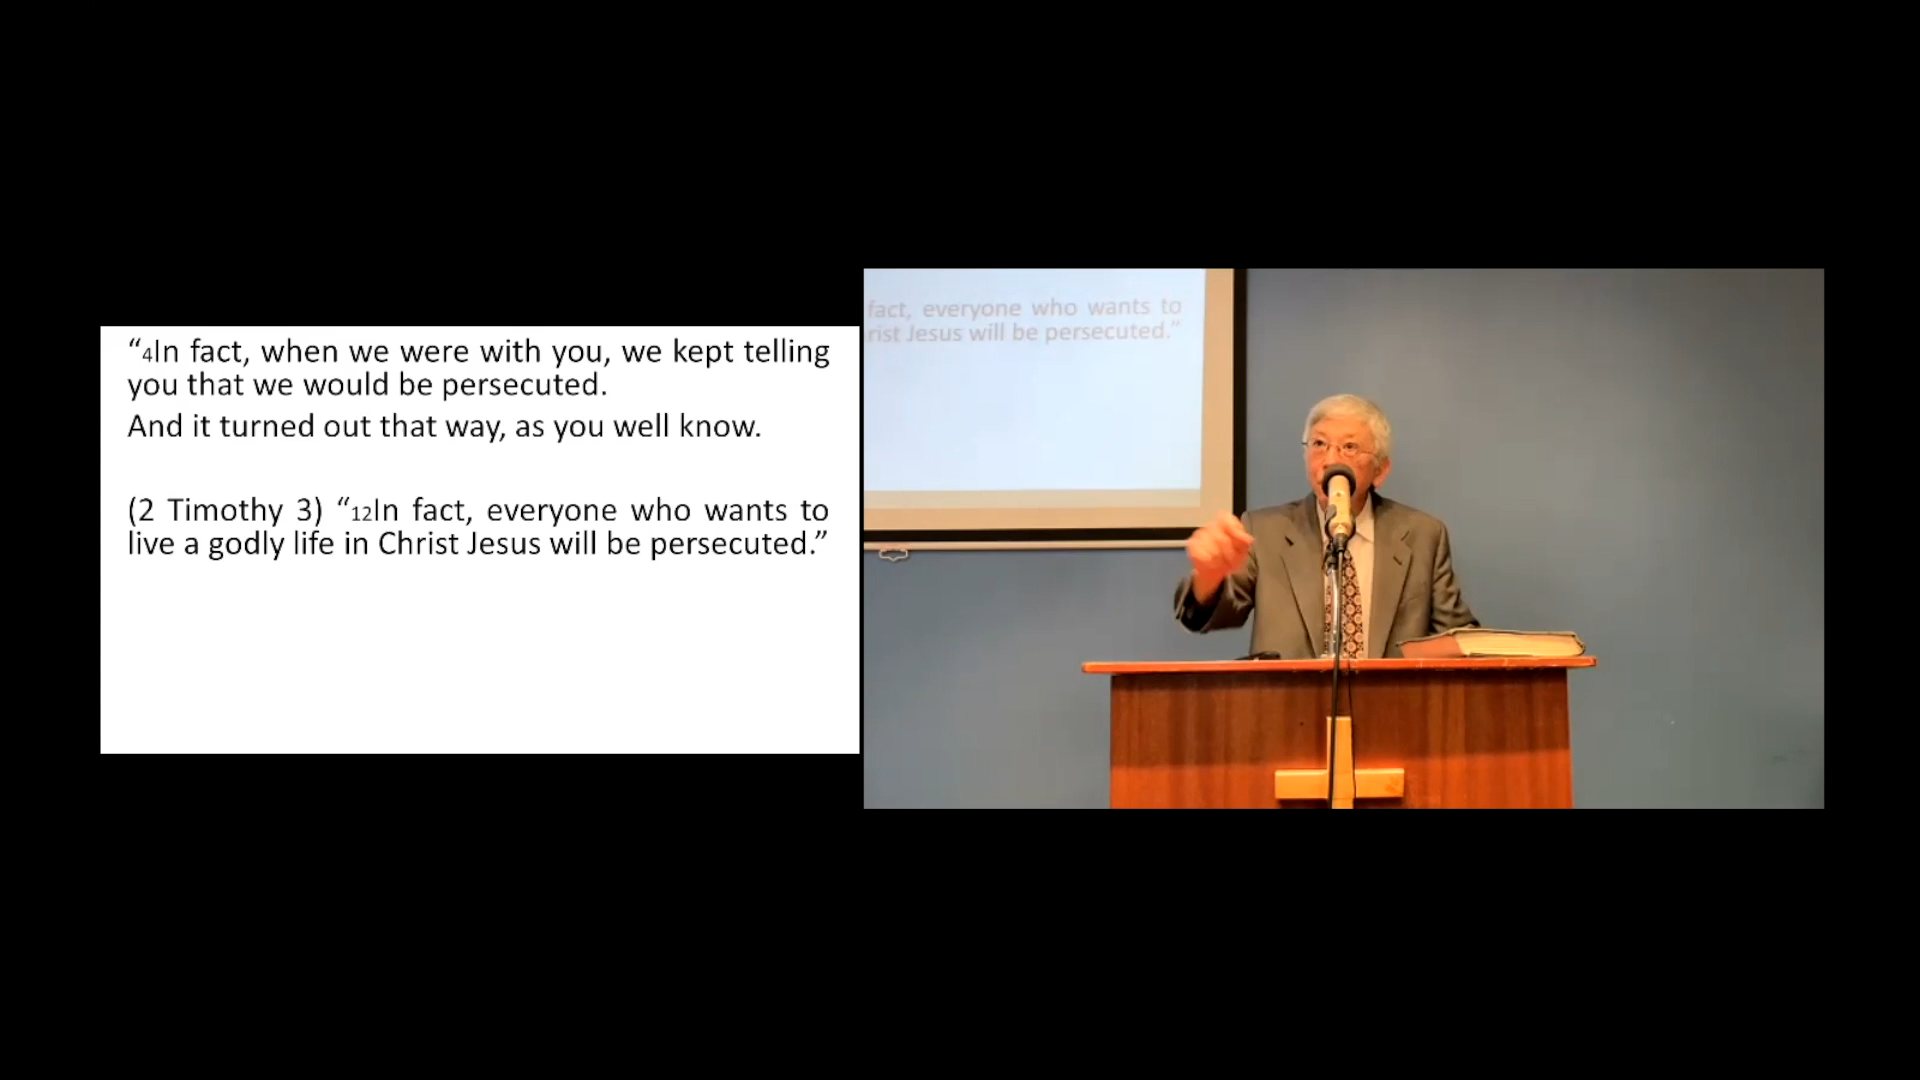 “4In fact, when we were with you, we kept telling
you that we would be persecuted.
And it turned out that way, as you well know.
(2 Timothy 3) “12In fact, everyone who wants to
live a godly life in Christ Jesus will be persecuted.”
fact, everyone who wants to
rist Jesus will be persecuted.”